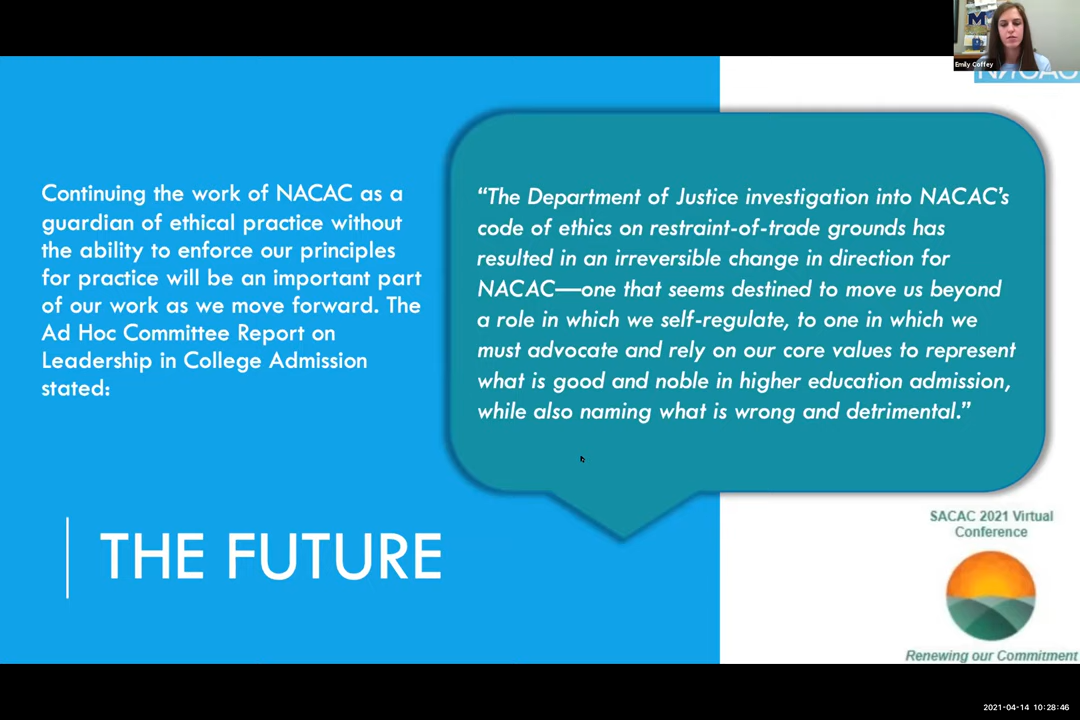 M
Emily Coffey
NACAC
Continuing the work of NACAC as a
guardian of ethical practice without
the ability to enforce our principles
for practice will be an important part
of our work as we move forward. The
Ad Hoc Committee Report on
Leadership in College Admission
stated:
“The Department of Justice investigation into NACAC’s
code of ethics on restraint-of-trade grounds has
resulted in an irreversible change in direction for
NACAC—one that seems destined to move us beyond
a role in which we self-regulate, to one in which we
must advocate and rely on our core values to represent
what is good and noble in higher education admission,
while also naming what is wrong and detrimental.”
THE FUTURE
SACAC 2021 Virtual
Conference
Renewing our Commitment
2021-04-14 10:28:46